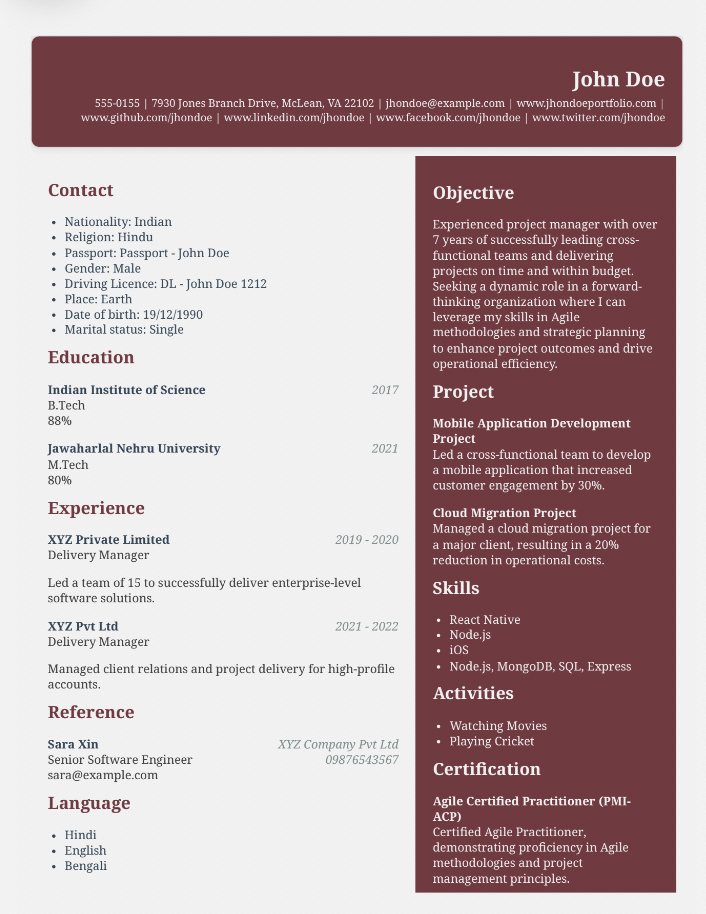 John Doe
555-0155 | 7930 Jones Branch Drive, McLean, VA 22102 | jhondoe@example.com | www.jhondoeportfolio.com |
www.github.com/jhondoe | www.linkedin.com/jhondoe | www.facebook.com/jhondoe | www.twitter.com/jhondoe
Contact
• Nationality: Indian
• Religion: Hindu
• Passport: Passport - John Doe
• Gender: Male
• Driving Licence: DL - John Doe 1212
• Place: Earth
• Date of birth: 19/12/1990
• Marital status: Single
Education
Indian Institute of Science 2017
B.Tech
88%
Jawaharlal Nehru University 2021
M.Tech
80%
Experience
XYZ Private Limited 2019 - 2020
Delivery Manager
Led a team of 15 to successfully deliver enterprise-level
software solutions.
XYZ Pvt Ltd 2021 - 2022
Delivery Manager
Managed client relations and project delivery for high-profile
accounts.
Reference
Sara Xin XYZ Company Pvt Ltd
Senior Software Engineer 09876543567
sara@example.com
Language
• Hindi
• English
• Bengali
Objective
Experienced project manager with over
7 years of successfully leading cross-
functional teams and delivering
projects on time and within budget.
Seeking a dynamic role in a forward-
thinking organization where I can
leverage my skills in Agile
methodologies and strategic planning
to enhance project outcomes and drive
operational efficiency.
Project
Mobile Application Development
Project
Led a cross-functional team to develop
a mobile application that increased
customer engagement by 30%.
Cloud Migration Project
Managed a cloud migration project for
a major client, resulting in a 20%
reduction in operational costs.
Skills
• React Native
• Node.js
• iOS
• Node.js, MongoDB, SQL, Express
Activities
• Watching Movies
• Playing Cricket
Certification
Agile Certified Practitioner (PMI-
ACP)
Certified Agile Practitioner,
demonstrating proficiency in Agile
methodologies and project
management principles.